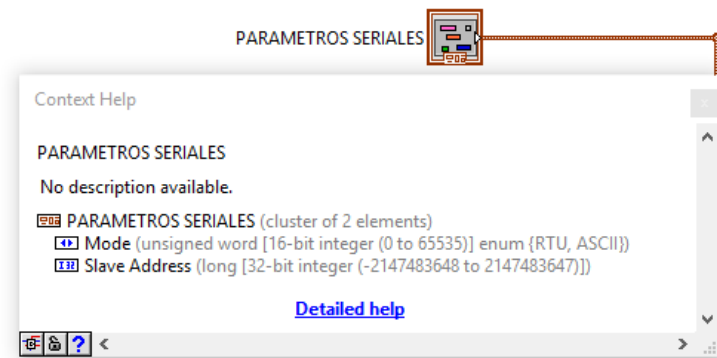 PARAMETROS SERIALES
Context Help
x
PARAMETROS SERIALES
No description available.
PARAMETROS SERIALES (cluster of 2 elements)
Mode (unsigned word [16-bit integer (0 to 65535)] enum {RTU, ASCII})
I32 Slave Address (long [32-bit integer (-2147483648 to 2147483647)])
Detailed help
?